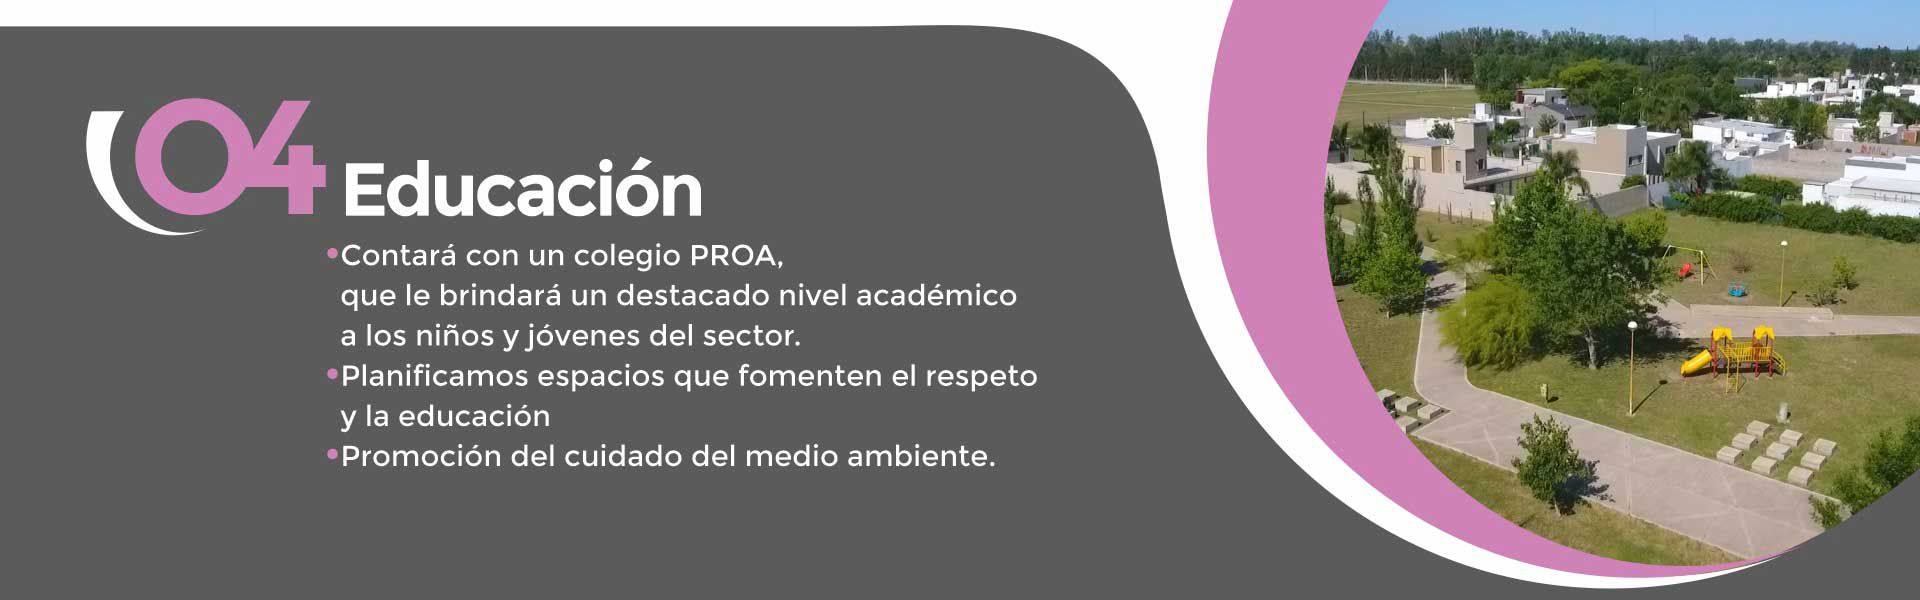 04 Educación
•Contará con un colegio PROA,
que le brindará un destacado nivel académico
a los niños y jóvenes del sector.
•Planificamos espacios que fomenten el respeto
y la educación
•Promoción del cuidado del medio ambiente.